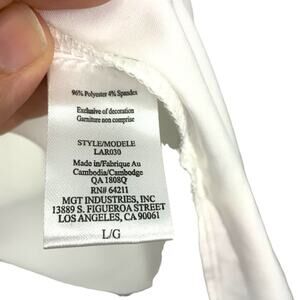 96% Polyester 4% Spandex
Exclusive of decoration
Garniture non comprise
STYLE/MODELE
LAR030
Made in/Fabrique Au
Cambodia/Cambodge
QA 1808Q
RN# 64211
MGT INDUSTRIES, INC
13889 S. FIGUEROA STREET
LOS ANGELES, CA 90061
L/G